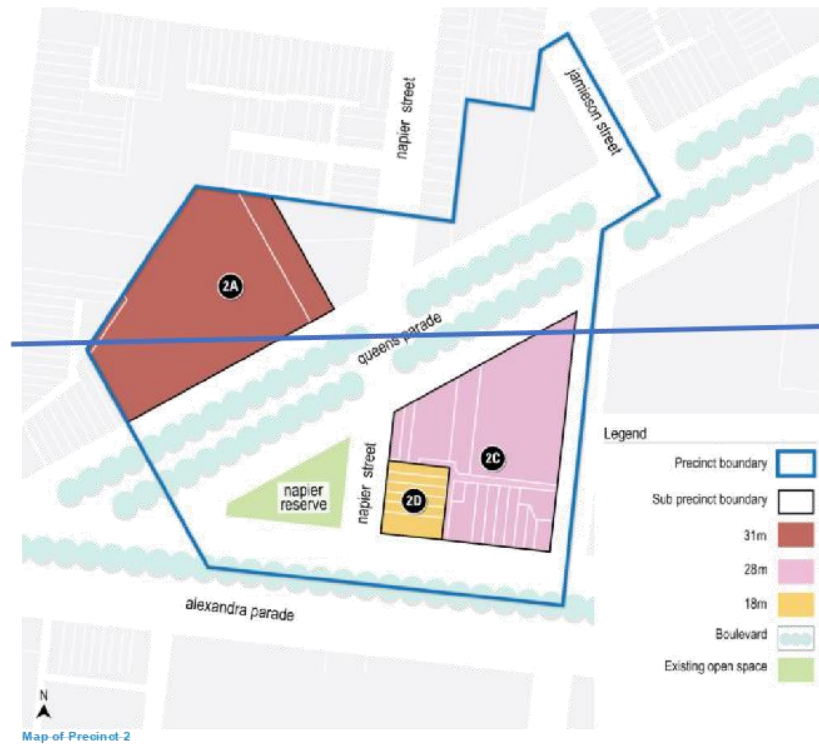 jamieson street
napier street
2A
queens parade
Legend
Precinct boundary
2C
Sub precinct boundary
napier street
napier
reserve
2D
31m
28m
18m
Boulevard
alexandra parade
Existing open space
N
Map of Precinct 2